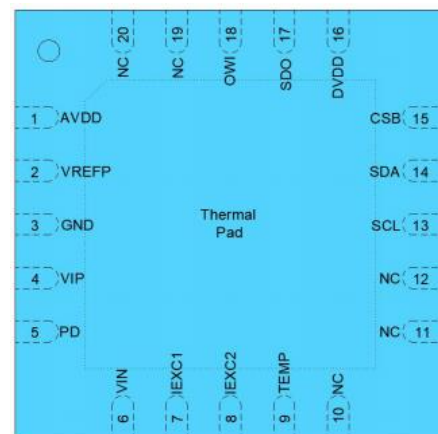 20 19 18 17 16
NC NC OWI SDO DVDD
1 AVDD
CSB 15
2 VREFP
SDA 14
Thermal
Pad
3 GND
SCL 13
4 VIP
NC 12
5 PD
NC 11
VIN IEXC1 IEXC2 TEMP NC
6 7 8 9 10